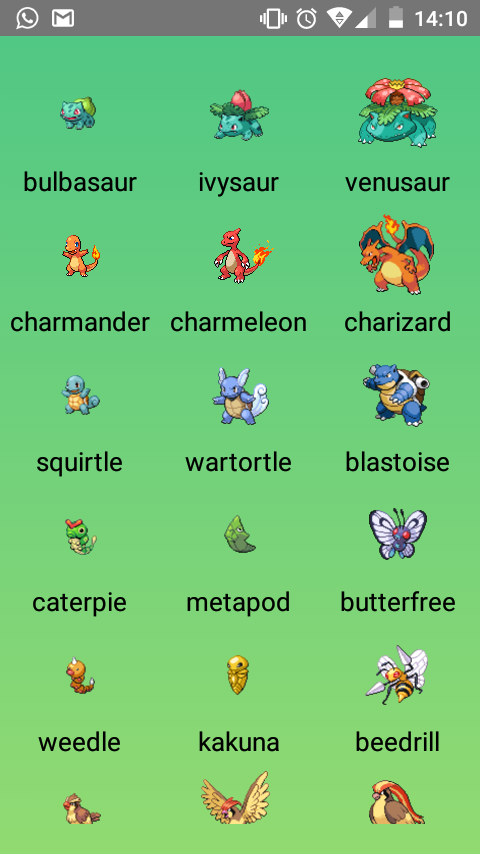 14:10
bulbasaur ivysaur venusaur
charmander charmeleon charizard
squirtle wartortle blastoise
caterpie metapod butterfree
weedle kakuna beedrill